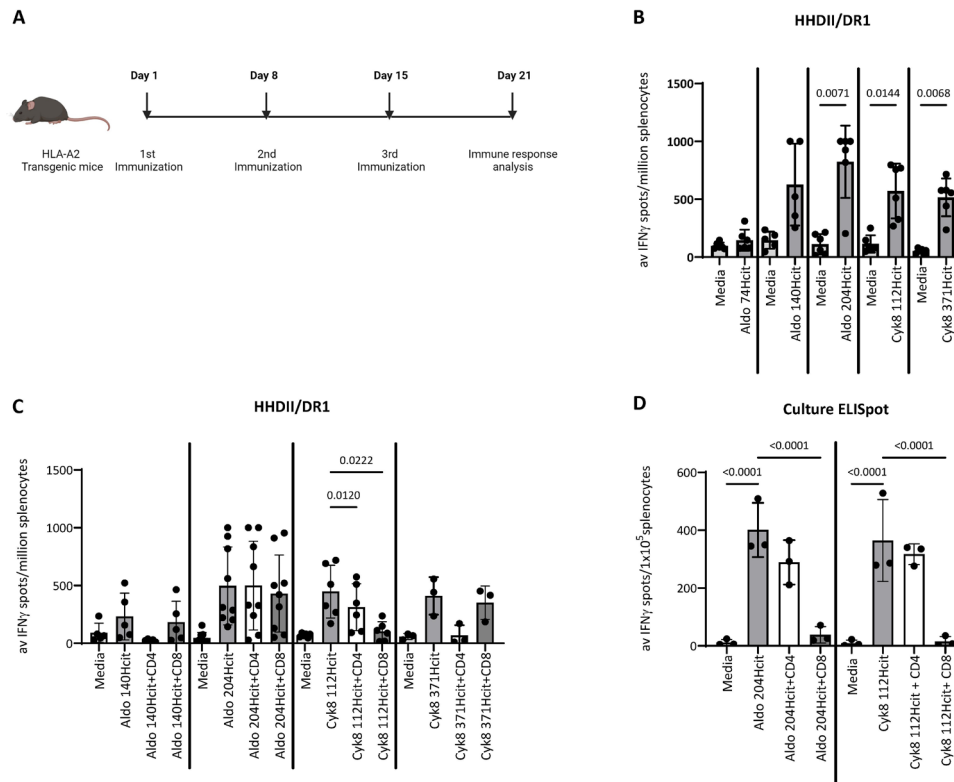 A
Day 1
Day 8
Day 15
Day 21
HLA-A2
Transgenic mice
1st
Immunization
2nd
Immunization
3rd
Immunization
Immune response
analysis
B
HHDII/DR1
av IFNγ spots/million splenocytes
1500
1000
500
0
0.0071
0.0144
0.0068
Media
Aldo 74Hcit
Media
Aldo 140Hcit
Media
Aldo 204Hcit
Media
Cyk8 112Hcit
Media
Cyk8 371Hcit
C
HHDII/DR1
av IFNγ spots/million splenocytes
1500
1000
500
0
0.0222
0.0120
Media
Aldo 140Hcit
Aldo 140Hcit+CD4
Aldo 140Hcit+CD8
Media
Aldo 204Hcit
Aldo 204Hcit+CD4
Aldo 204Hcit+CD8
Media
Cyk8 112Hcit
Cyk8 112Hcit+CD4
Cyk8 112Hcit+CD8
Media
Cyk8 371Hcit
Cyk8 371Hcit+CD4
Cyk8 371Hcit+CD8
D
Culture ELISpot
av IFNγ spots/1x10⁵splenocytes
600
400
200
0
<0.0001
<0.0001
<0.0001
<0.0001
Media
Aldo 204Hcit
Aldo 204Hcit+CD4
Aldo 204Hcit+CD8
Media
Cyk8 112Hcit
Cyk8 112Hcit + CD4
Cyk8 112Hcit+ CD8